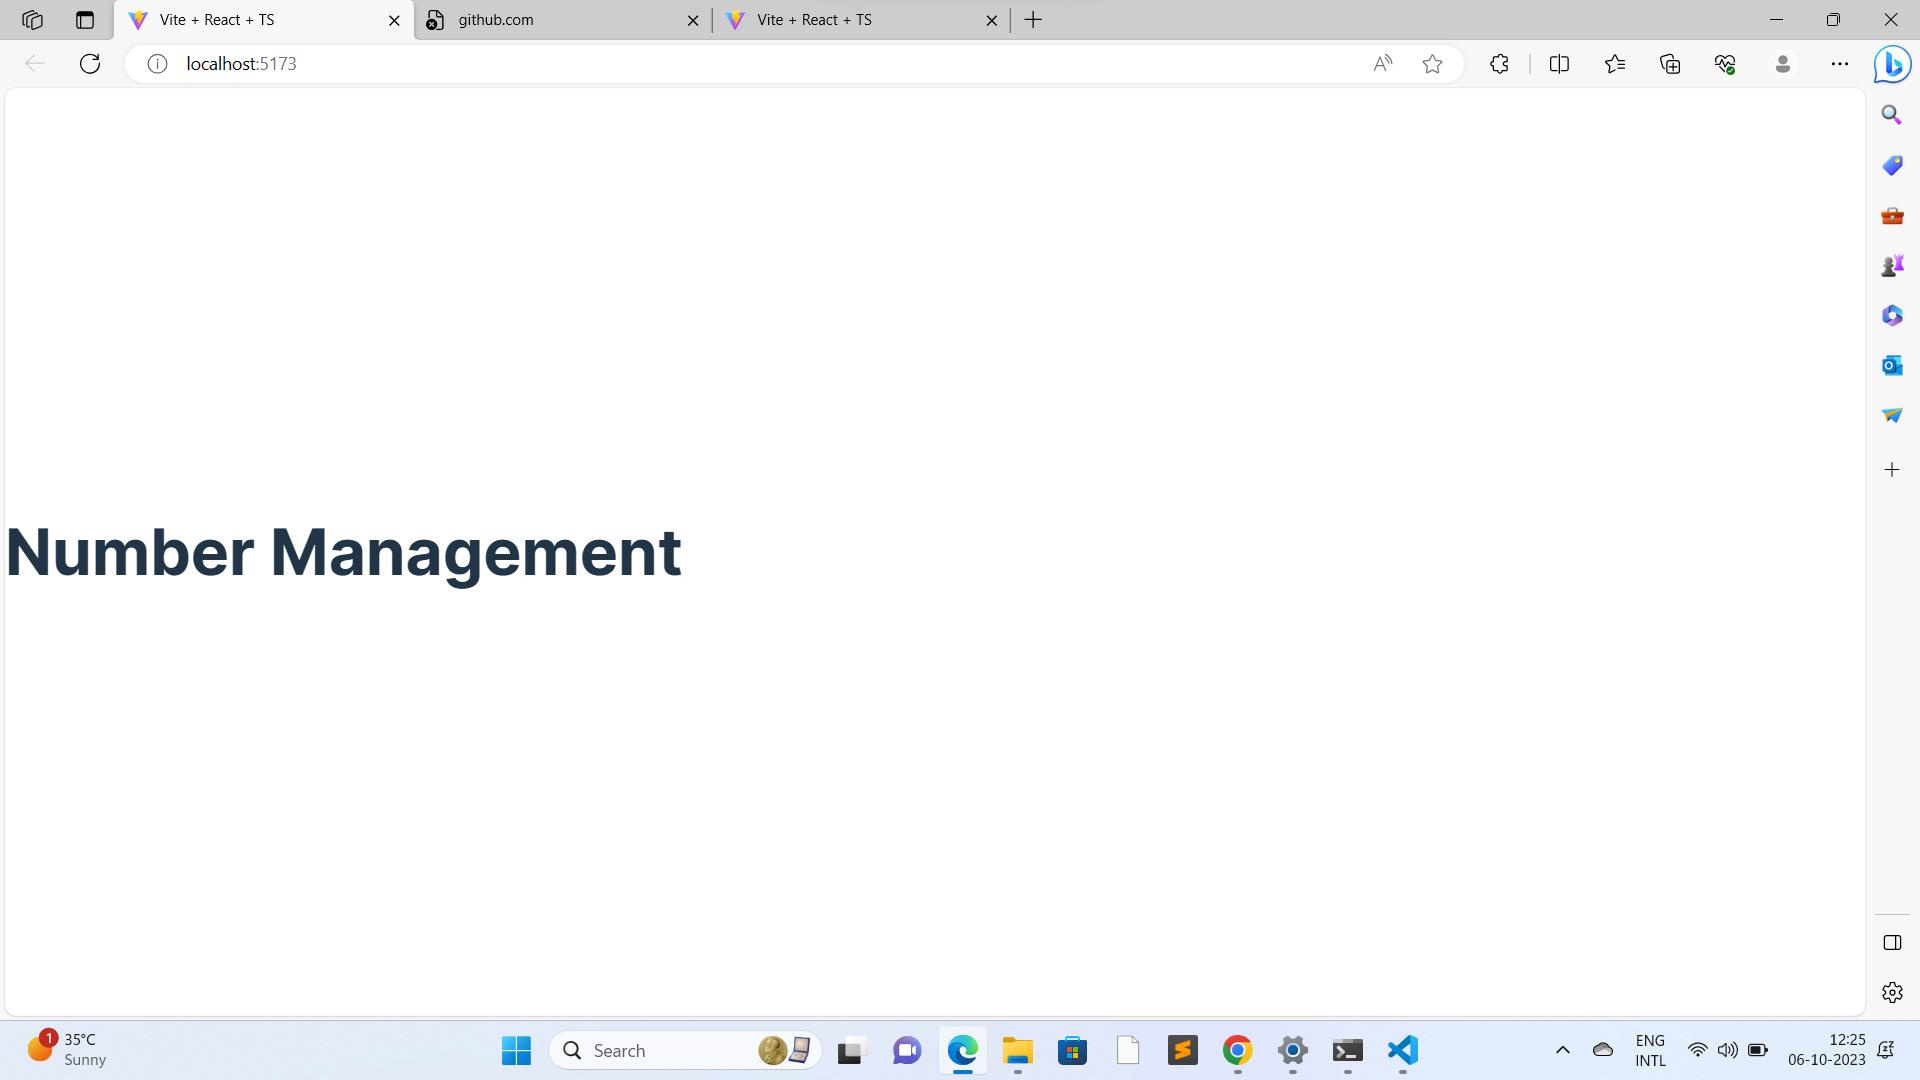 Vite + React + TS
github.com
Vite + React + TS
localhost:5173
Number Management
1
35°C
Sunny
Search
ENG
INTL
12:25
06-10-2023